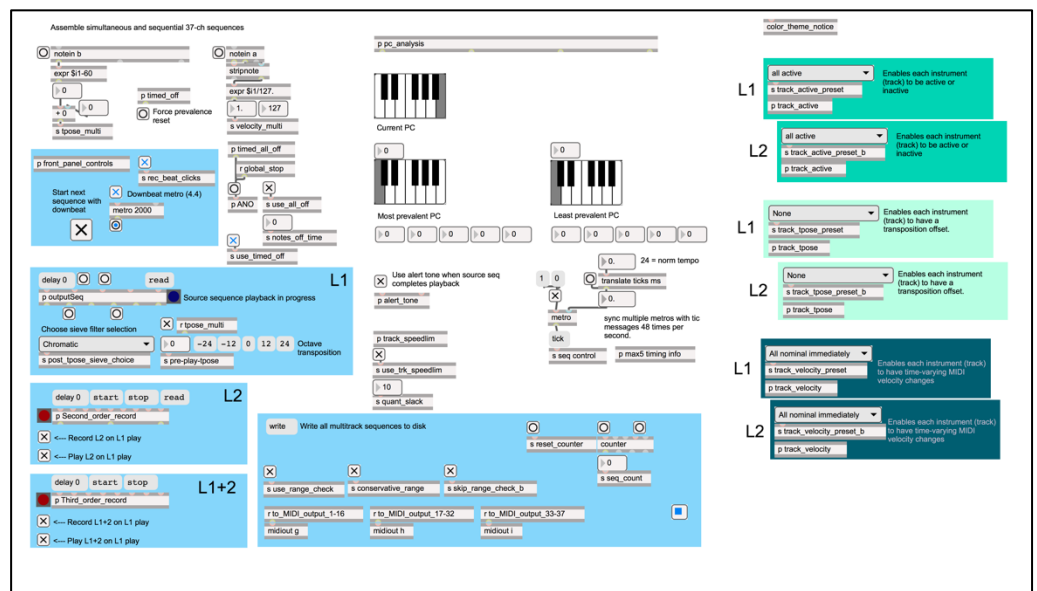 Assemble simultaneous and sequential 37-ch sequences
notein b
expr $i1-60
0
0
+ 0
s tpose_multi
p timed_off
Force prevalence
reset
notein a
stripnote
expr $i1/127.
1.
127
s velocity_multi
p timed_all_off
r global_stop
p ANO
s use_all_off
0
s notes_off_time
s use_timed_off
p front_panel_controls
s rec_beat_clicks
Start next
sequence with
downbeat
Downbeat metro (4.4)
metro 2000
L1
delay 0
read
p outputSeq
Source sequence playback in progress
Choose sieve filter selection
r tpose_multi
Chromatic
0
-24
-12
0
12
24
Octave
transposition
s post_tpose_sieve_choice
s pre-play-tpose
L2
delay 0
start
stop
read
p Second_order_record
<--- Record L2 on L1 play
<--- Play L2 on L1 play
L1+2
delay 0
start
stop
p Third_order_record
<--- Record L1+2 on L1 play
<--- Play L1+2 on L1 play
p pc_analysis
Current PC
0
Most prevalent PC
0
Least prevalent PC
0
0
0
0
0
0
0
0
0
0
Use alert tone when source seq
completes playback
p alert_tone
p track_speedlim
s use_trk_speedlim
10
s quant_slack
0.
24 = norm tempo
1
0
translate ticks ms
0.
metro
sync multiple metros with tic
messages 48 times per
second.
tick
s seq control
p max5 timing info
write
Write all multitrack sequences to disk
s reset_counter
counter
0
s seq_count
s use_range_check
s conservative_range
s skip_range_check_b
r to_MIDI_output_1-16
r to_MIDI_output_17-32
r to_MIDI_output_33-37
midiout g
midiout h
midiout i
color_theme_notice
L1
all active
s track_active_preset
p track_active
Enables each instrument
(track) to be active or
inactive
L2
all active
s track_active_preset_b
p track_active
Enables each instrument
(track) to be active or
inactive
L1
None
s track_tpose_preset
p track_tpose
Enables each instrument
(track) to have a
transposition offset.
L2
None
s track_tpose_preset_b
p track_tpose
Enables each instrument
(track) to have a
transposition offset.
L1
All nominal immediately
s track_velocity_preset
p track_velocity
Enables each instrument (track)
to have time-varying MIDI
velocity changes
L2
All nominal immediately
s track_velocity_preset_b
p track_velocity
Enables each instrument (track)
to have time-varying MIDI
velocity changes